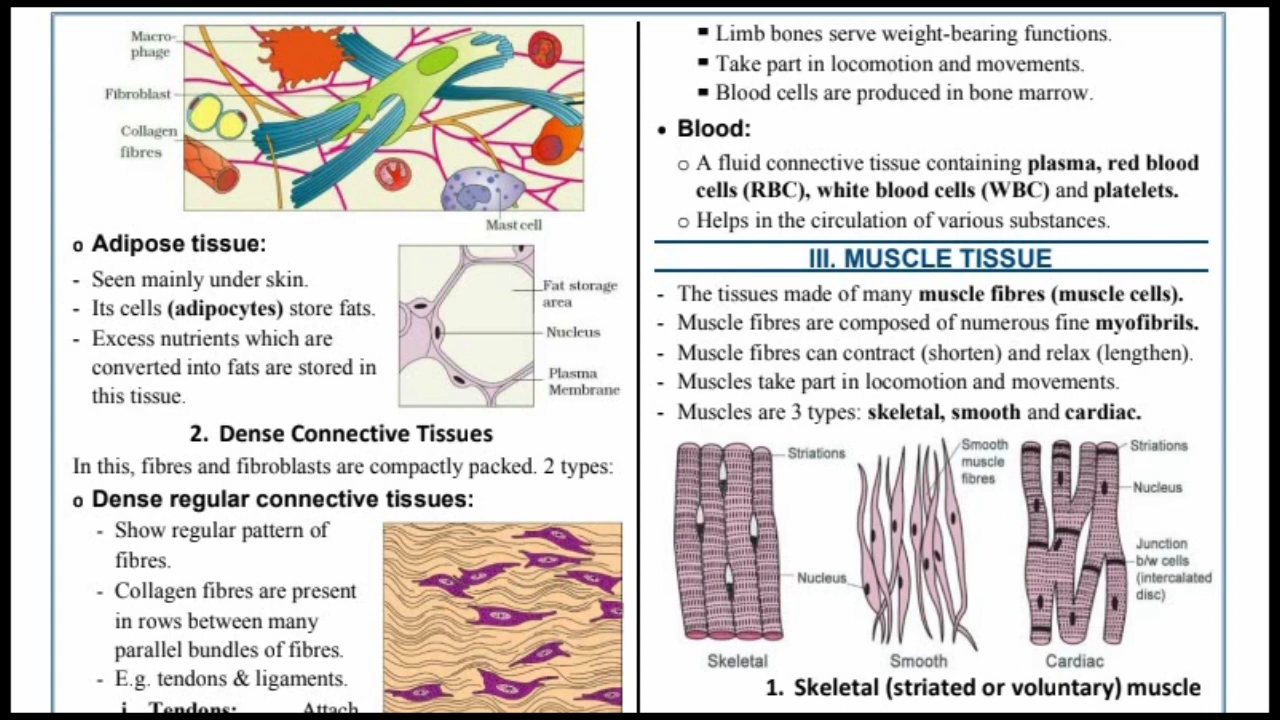 Macro-
phage
Fibroblast
Collagen
fibres
Mast cell
o Adipose tissue:
- Seen mainly under skin.
- Its cells (adipocytes) store fats.
- Excess nutrients which are
converted into fats are stored in
this tissue.
Fat storage
area
Nucleus
Plasma
Membrane
2. Dense Connective Tissues
In this, fibres and fibroblasts are compactly packed. 2 types:
o Dense regular connective tissues:
- Show regular pattern of
fibres.
- Collagen fibres are present
in rows between many
parallel bundles of fibres.
- E.g. tendons & ligaments.
i. Tendons: Attach
▪ Limb bones serve weight-bearing functions.
▪ Take part in locomotion and movements.
▪ Blood cells are produced in bone marrow.
• Blood:
o A fluid connective tissue containing plasma, red blood
cells (RBC), white blood cells (WBC) and platelets.
o Helps in the circulation of various substances.
III. MUSCLE TISSUE
- The tissues made of many muscle fibres (muscle cells).
- Muscle fibres are composed of numerous fine myofibrils.
- Muscle fibres can contract (shorten) and relax (lengthen).
- Muscles take part in locomotion and movements.
- Muscles are 3 types: skeletal, smooth and cardiac.
Striations
Nucleus
Smooth
muscle
fibres
Striations
Nucleus
Junction
b/w cells
(intercalated
disc)
Skeletal
Smooth
Cardiac
1. Skeletal (striated or voluntary) muscle